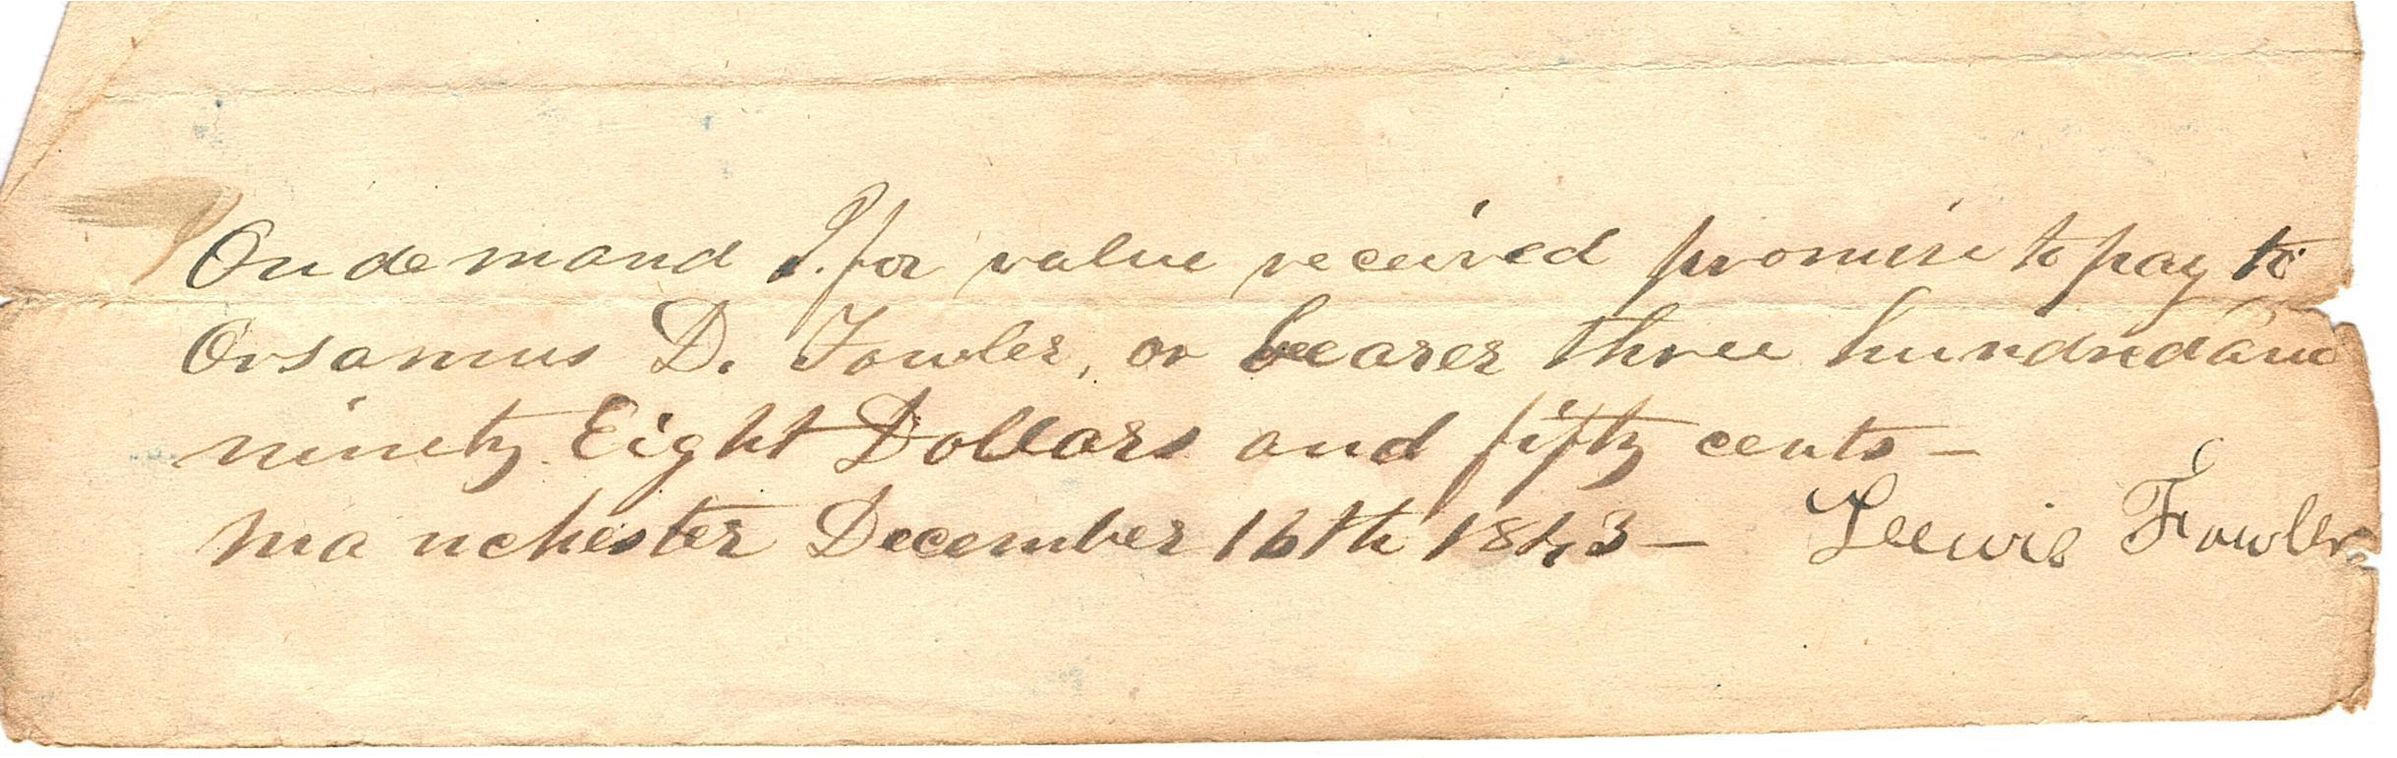 On demand I. for value received promise to pay to
Orsamus D. Fowler, or bearer three hundred and
ninety Eight Dollars and fifty cents –
Manchester December 16th 1843 – Leewis Fowler